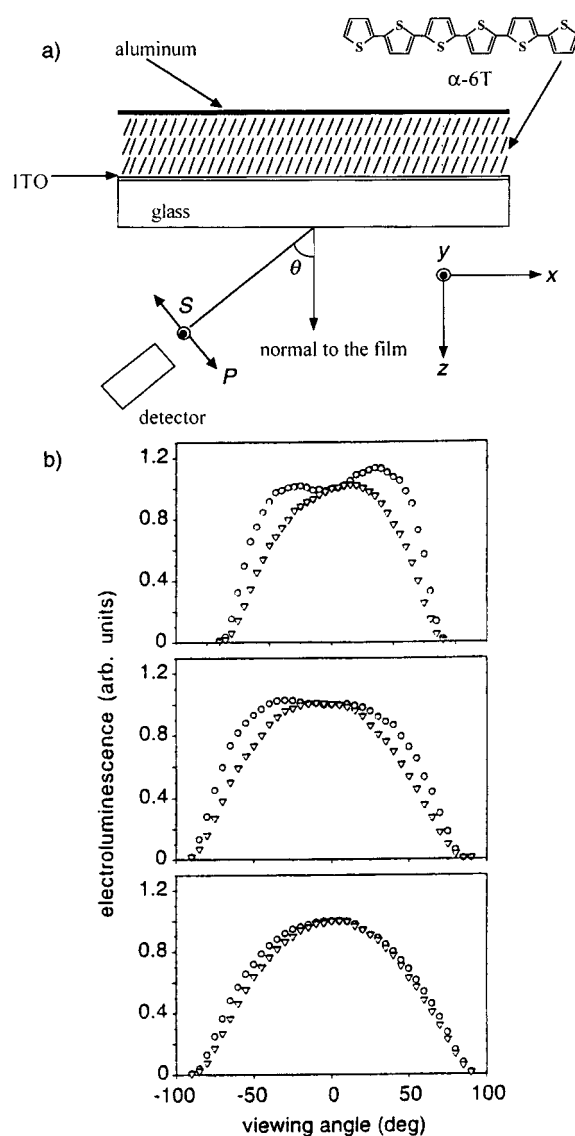 a)
S S S S S S
aluminum
α-6T
ITO
glass
θ
y
x
S
normal to the film
z
P
detector
b)
1.2
0.8
0.4
0
1.2
0.8
0.4
0
1.2
0.8
0.4
0
electroluminescence (arb. units)
-100 -50 0 50 100
viewing angle (deg)